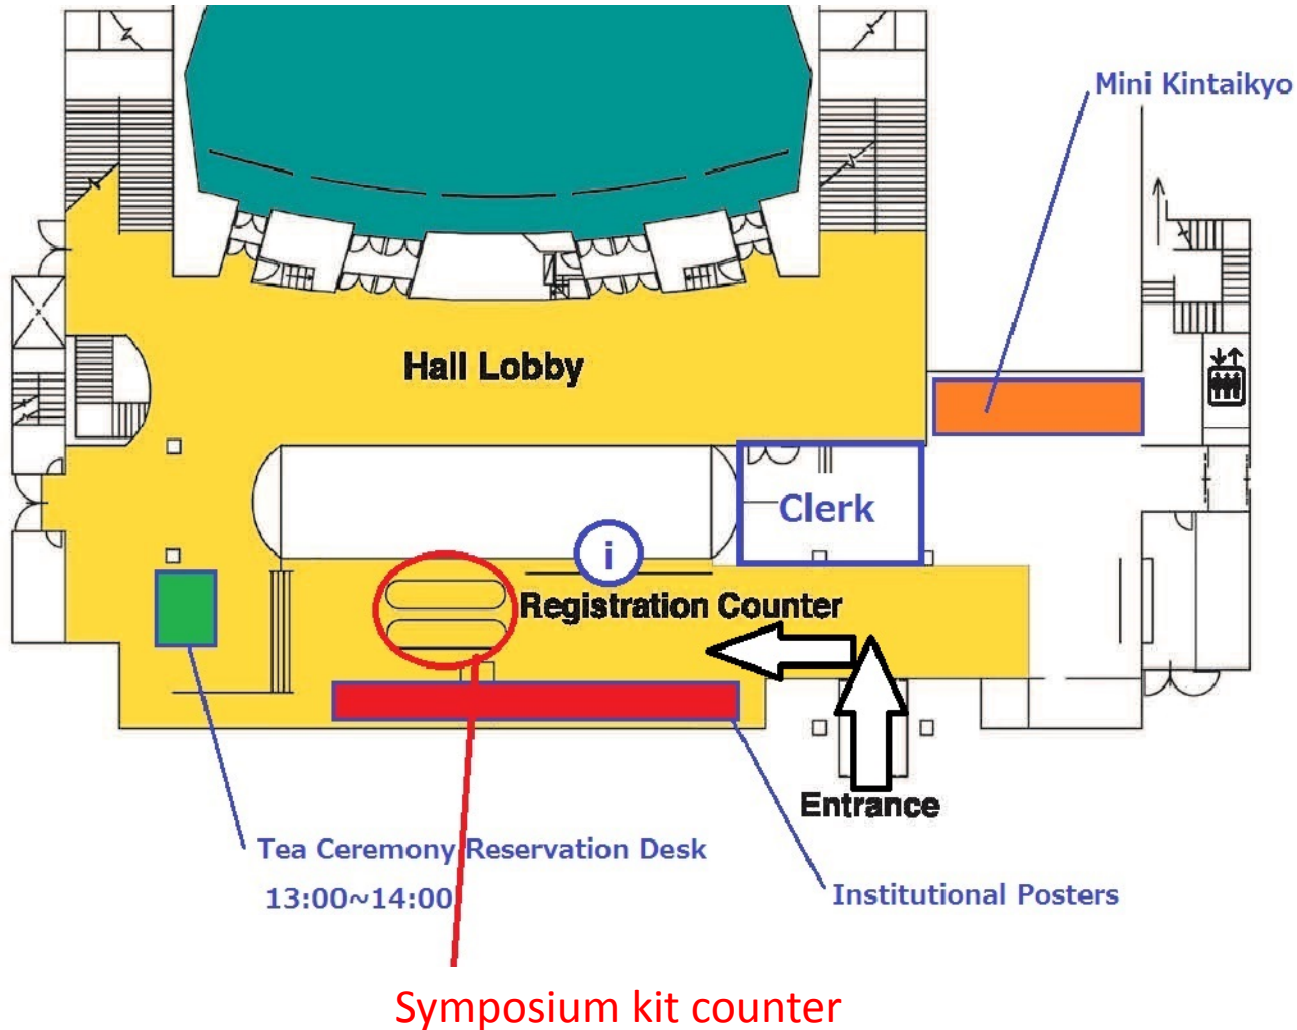 Mini Kintaikyo
Hall Lobby
Clerk
i
Registration Counter
Entrance
Tea Ceremony Reservation Desk
13:00~14:00
Institutional Posters
Symposium kit counter